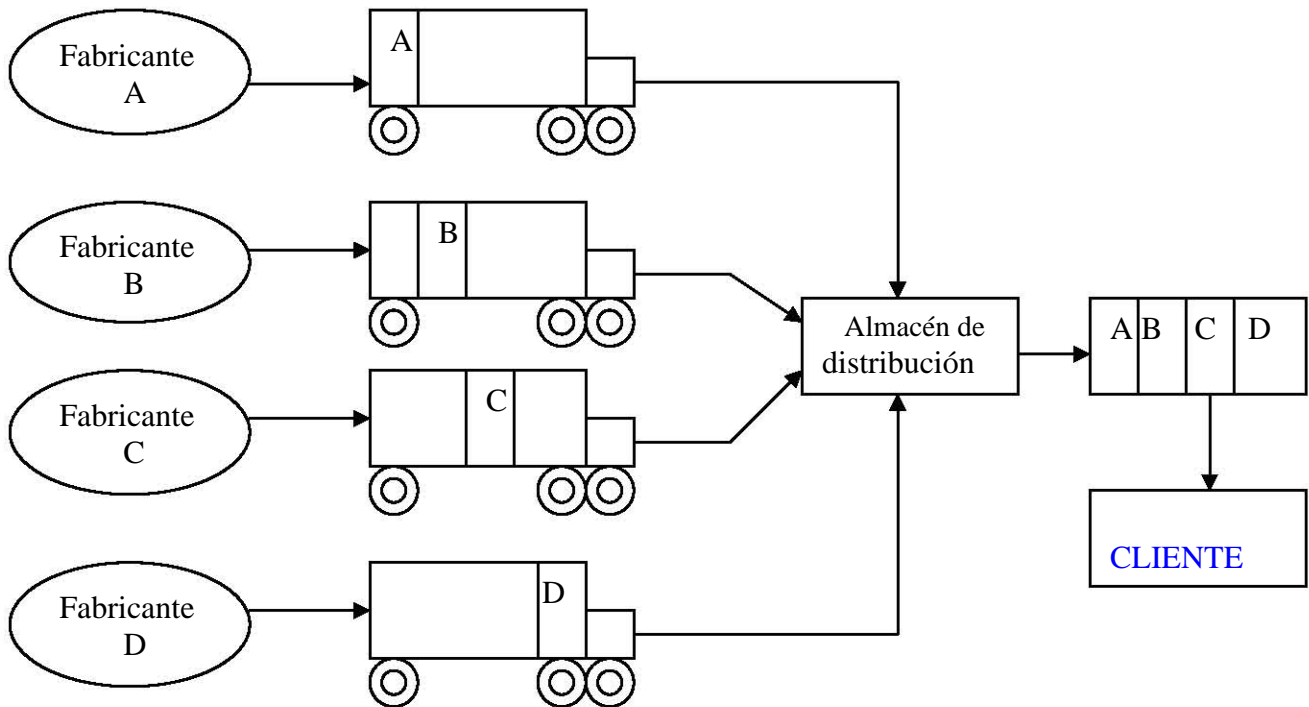 Fabricante
A
A
Fabricante
B
B
Fabricante
C
C
Fabricante
D
D
Almacén de
distribución
A B C D
CLIENTE